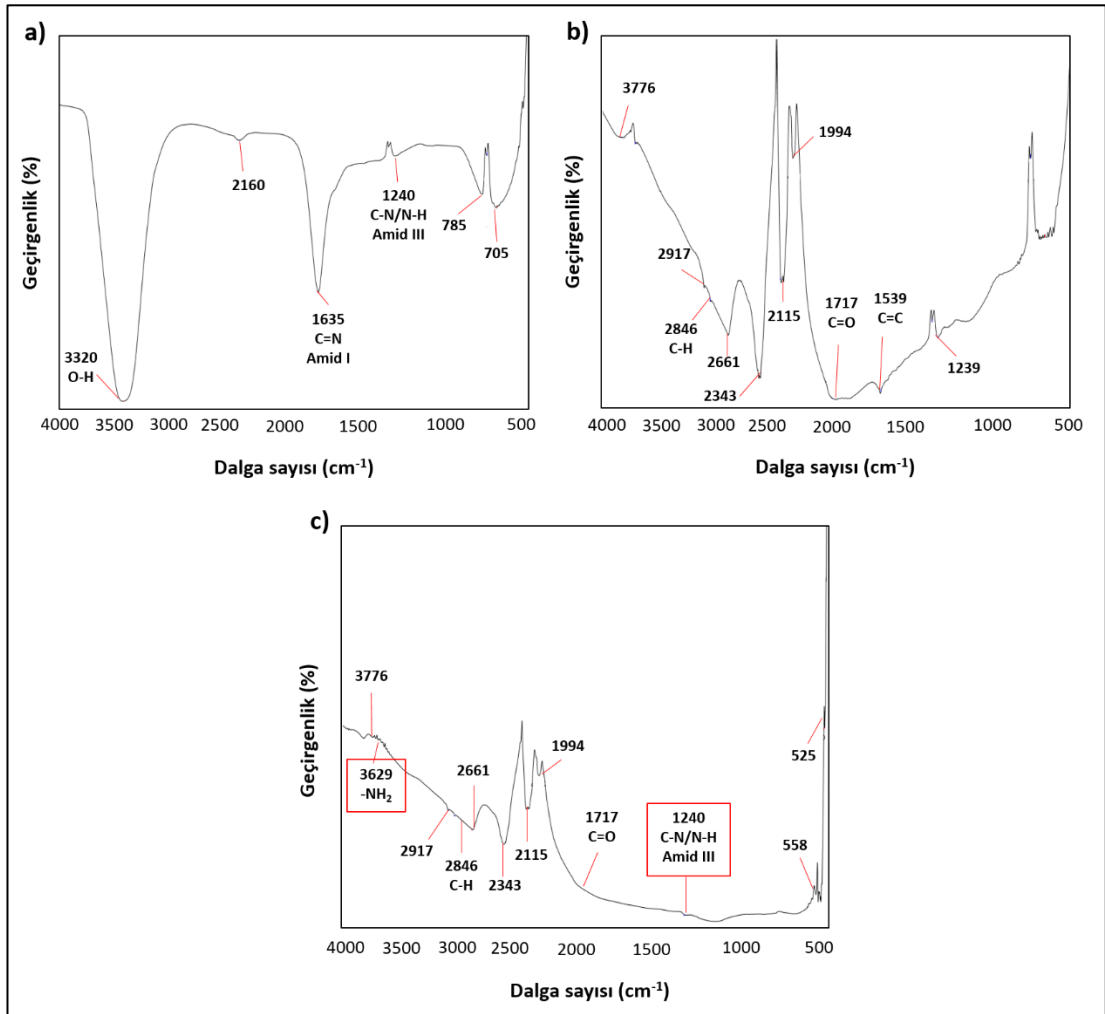 a)
Geçirgenlik (%)
3320
O-H
2160
1635
C=N
Amid I
1240
C-N/N-H
Amid III
785
705
4000 3500 3000 2500 2000 1500 1000 500
Dalga sayısı (cm⁻¹)
b)
Geçirgenlik (%)
3776
2917
2846
C-H
2661
2343
2115
1994
1717
C=O
1539
C=C
1239
4000 3500 3000 2500 2000 1500 1000 500
Dalga sayısı (cm⁻¹)
c)
Geçirgenlik (%)
3776
3629
-NH₂
2917
2846
C-H
2661
2343
2115
1994
1717
C=O
1240
C-N/N-H
Amid III
558
525
4000 3500 3000 2500 2000 1500 1000 500
Dalga sayısı (cm⁻¹)